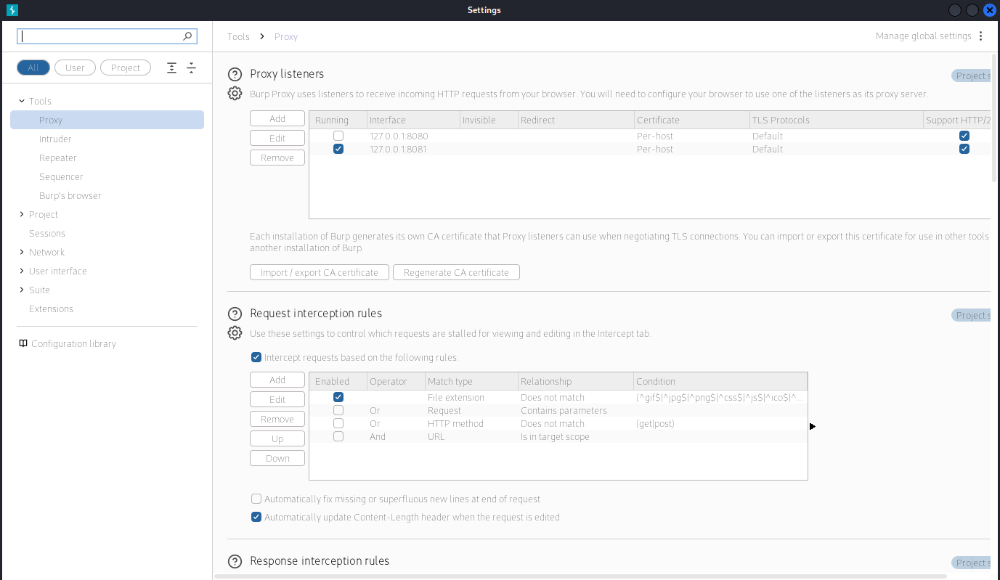 Settings
Tools > Proxy
Manage global settings
All
User
Project
Tools
Proxy
Intruder
Repeater
Sequencer
Burp's browser
Project
Sessions
Network
User interface
Suite
Extensions
Configuration library
Proxy listeners
Project s
Burp Proxy uses listeners to receive incoming HTTP requests from your browser. You will need to configure your browser to use one of the listeners as its proxy server.
Add
Edit
Remove
Running Interface Invisible Redirect Certificate TLS Protocols Support HTTP/2
127.0.0.1:8080 Per-host Default
127.0.0.1:8081 Per-host Default
Each installation of Burp generates its own CA certificate that Proxy listeners can use when negotiating TLS connections. You can import or export this certificate for use in other tools
another installation of Burp.
Import / export CA certificate
Regenerate CA certificate
Request interception rules
Project s
Use these settings to control which requests are stalled for viewing and editing in the Intercept tab.
Intercept requests based on the following rules:
Add
Edit
Remove
Up
Down
Enabled Operator Match type Relationship Condition
File extension Does not match (^gif$|^jpg$|^png$|^css$|^js$|^ico$|^...
Or Request Contains parameters
Or HTTP method Does not match (get|post)
And URL Is in target scope
Automatically fix missing or superfluous new lines at end of request
Automatically update Content-Length header when the request is edited
Response interception rules
Project s